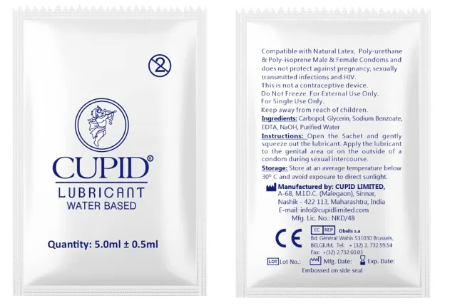 CUPID®
LUBRICANT
WATER BASED
Quantity: 5.0ml ± 0.5ml
Compatible with Natural Latex, Poly-urethane
& Poly-isoprene Male & Female Condoms and
does not protect against pregnancy, sexually
transmitted infections and HIV.
This is not a contraceptive device.
Do Not Freeze. For External Use Only.
For Single Use Only.
Keep away from reach of children.
Ingredients: Carbopol, Glycerin, Sodium Benzoate,
EDTA, NaOH, Purified Water
Instructions: Open the Sachet and gently
squeeze out the lubricant. Apply the lubricant
to the genital area or on the outside of a
condom during sexual intercourse.
Storage: Store at an average temperature below
30° C and avoid exposure to direct sunlight.
Manufactured by: CUPID LIMITED,
A-68, M.I.D.C. (Malegaon), Sinnar,
Nashik - 422 113, Maharashtra, India
E-mail: info@cupidlimited.com
Mfg. Lic. No.: NKD/48
CE EC REP Obelis s.a
Bd. Général Wahis 53 1030 Brussels,
BELGIUM. Tel: + (32) 2. 732.59.54
Fax: +(32) 2.732.60.03
LOT Lot No.: Mfg. Date: Exp. Date:
Embossed on side seal